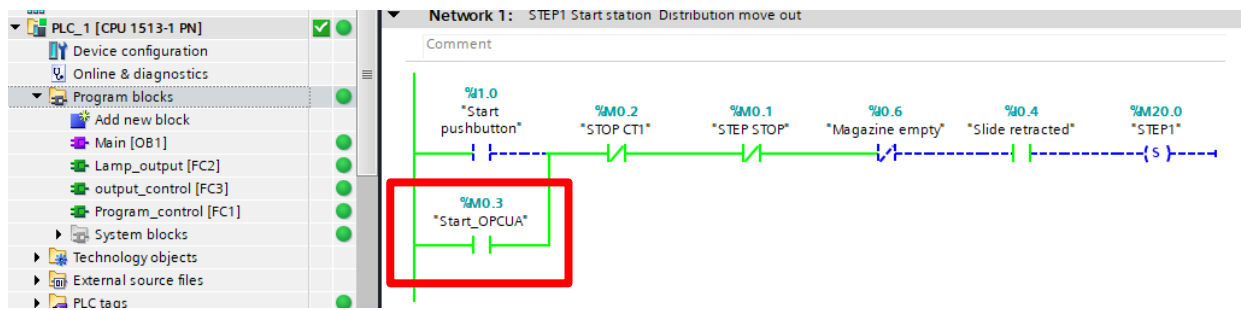 PLC_1 [CPU 1513-1 PN]
Device configuration
Online & diagnostics
Program blocks
Add new block
Main [OB1]
Lamp_output [FC2]
output_control [FC3]
Program_control [FC1]
System blocks
Technology objects
External source files
PLC tags
Network 1: STEP1 Start station Distribution move out
Comment
%I1.0
"Start
pushbutton"
%M0.2
"STOP CT1"
%M0.1
"STEP STOP"
%I0.6
"Magazine empty"
%I0.4
"Slide retracted"
%M20.0
"STEP1"
S
%M0.3
"Start_OPCUA"